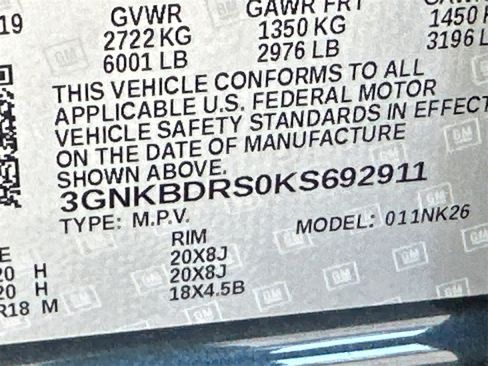 19 GVWR GAWR FRT GAW
2722 KG 1350 KG 1450
6001 LB 2976 LB 3196 L
THIS VEHICLE CONFORMS TO ALL
APPLICABLE U.S. FEDERAL MOTOR
VEHICLE SAFETY STANDARDS IN EFFECT
ON THE DATE OF MANUFACTURE
SHOWN ABOVE.
3GNKBDRS0KS692911
TYPE: M.P.V. MODEL: 011NK26
E RIM
20 H 20X8J
20 H 20X8J
R18 M 18X4.5B